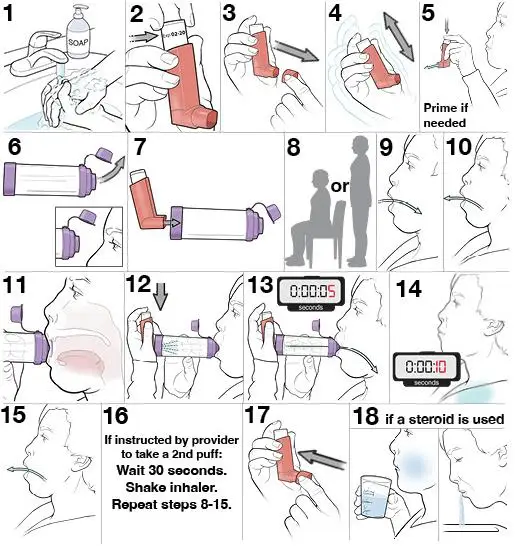 1
SOAP
2
Exp 02-20
3
4
5
Prime if
needed
6
7
8
or
9
10
11
12
13
0:00:05
seconds
14
0:00:10
seconds
15
16
If instructed by provider
to take a 2nd puff:
Wait 30 seconds.
Shake inhaler.
Repeat steps 8-15.
17
18 if a steroid is used